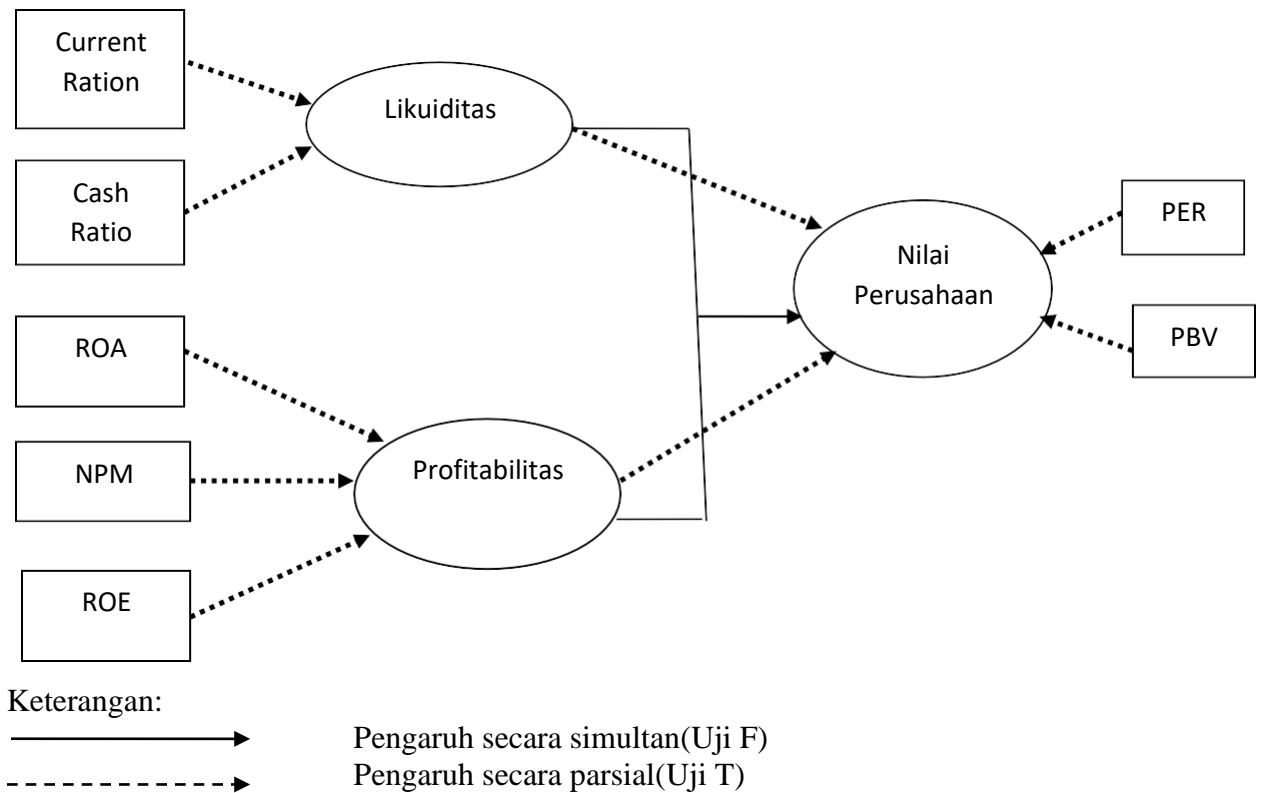 Current
Ration
Likuiditas
Cash
Ratio
PER
Nilai
Perusahaan
ROA
PBV
NPM
Profitabilitas
ROE
Keterangan:
Pengaruh secara simultan(Uji F)
Pengaruh secara parsial(Uji T)